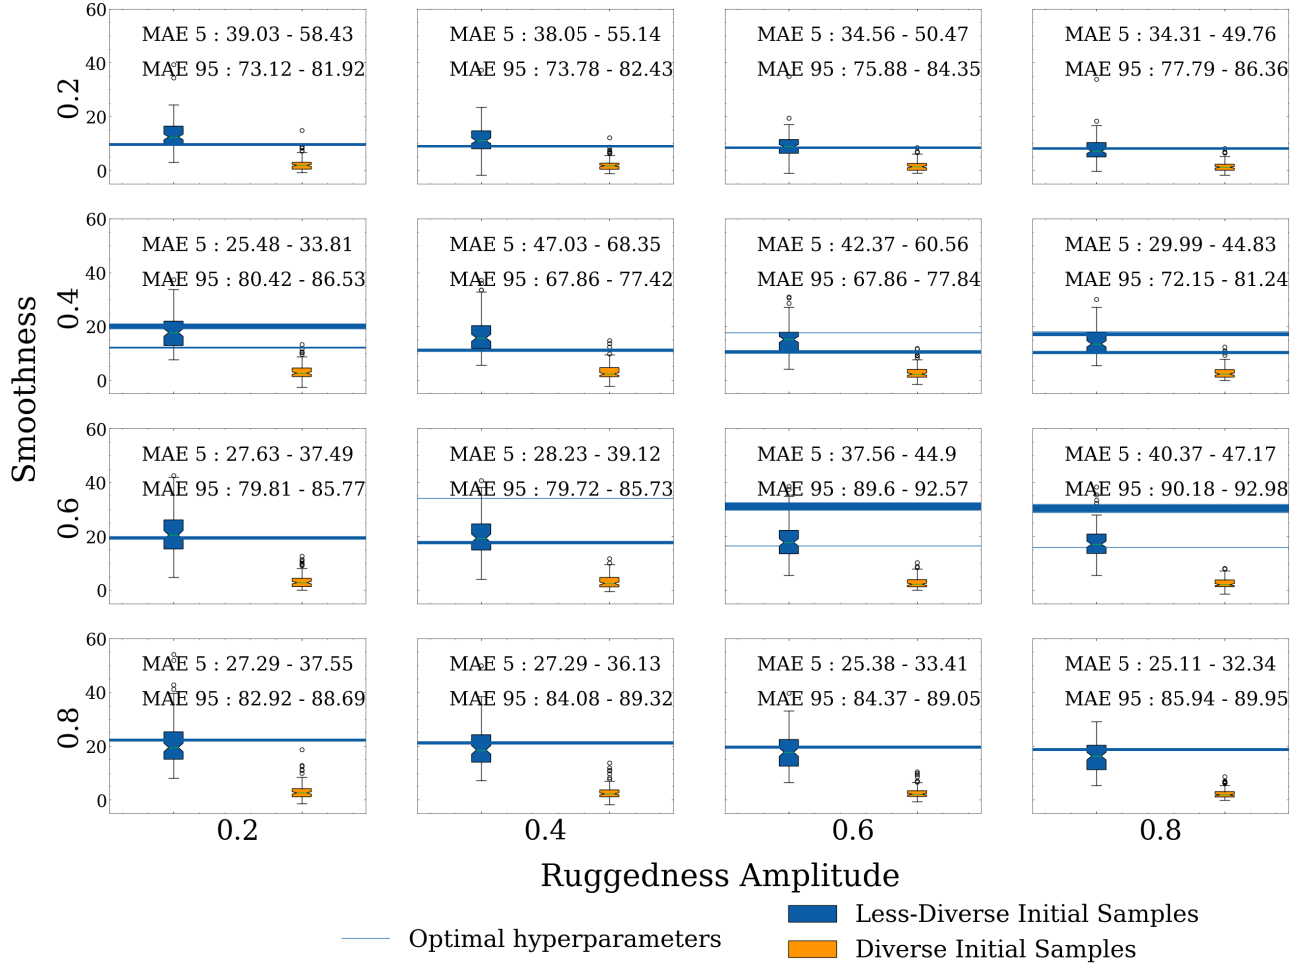 60
40
20
0
0.2
MAE 5 : 39.03 - 58.43
MAE 95 : 73.12 - 81.92
MAE 5 : 38.05 - 55.14
MAE 95 : 73.78 - 82.43
MAE 5 : 34.56 - 50.47
MAE 95 : 75.88 - 84.35
MAE 5 : 34.31 - 49.76
MAE 95 : 77.79 - 86.36
60
40
20
0
0.4
MAE 5 : 25.48 - 33.81
MAE 95 : 80.42 - 86.53
MAE 5 : 47.03 - 68.35
MAE 95 : 67.86 - 77.42
MAE 5 : 42.37 - 60.56
MAE 95 : 67.86 - 77.84
MAE 5 : 29.99 - 44.83
MAE 95 : 72.15 - 81.24
Smoothness
60
40
20
0
0.6
MAE 5 : 27.63 - 37.49
MAE 95 : 79.81 - 85.77
MAE 5 : 28.23 - 39.12
MAE 95 : 79.72 - 85.73
MAE 5 : 37.56 - 44.9
MAE 95 : 89.6 - 92.57
MAE 5 : 40.37 - 47.17
MAE 95 : 90.18 - 92.98
60
40
20
0
0.8
MAE 5 : 27.29 - 37.55
MAE 95 : 82.92 - 88.69
MAE 5 : 27.29 - 36.13
MAE 95 : 84.08 - 89.32
MAE 5 : 25.38 - 33.41
MAE 95 : 84.37 - 89.05
MAE 5 : 25.11 - 32.34
MAE 95 : 85.94 - 89.95
0.2
0.4
0.6
0.8
Ruggedness Amplitude
Optimal hyperparameters
Less-Diverse Initial Samples
Diverse Initial Samples